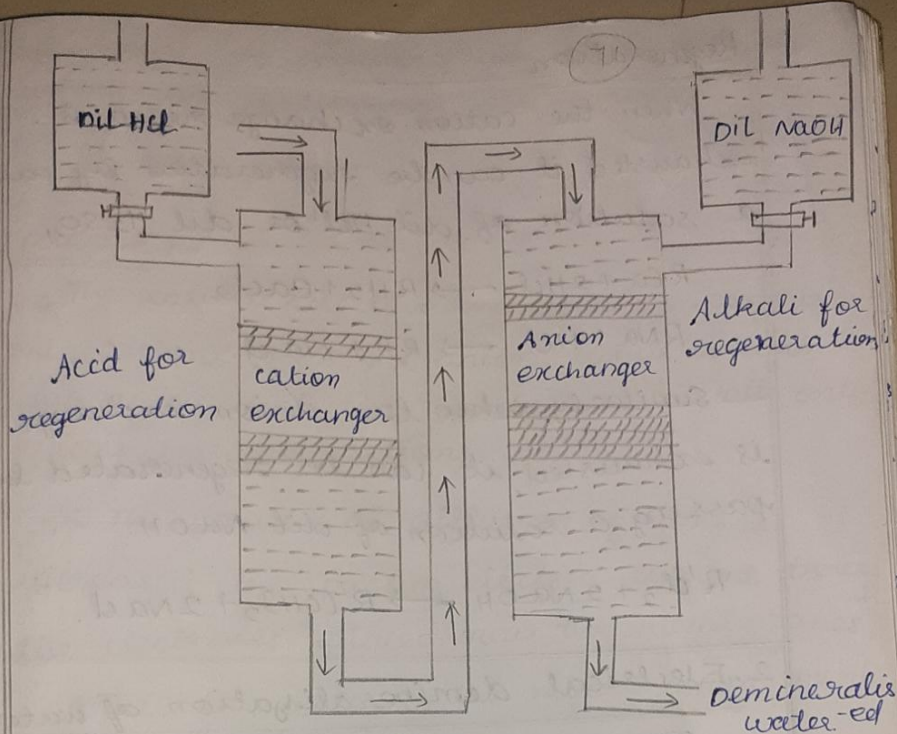 Dil HCl
Dil NaOH
Acid for
regeneration
cation
exchanger
Anion
exchanger
Alkali for
regeneration
Demineralis
water -ed